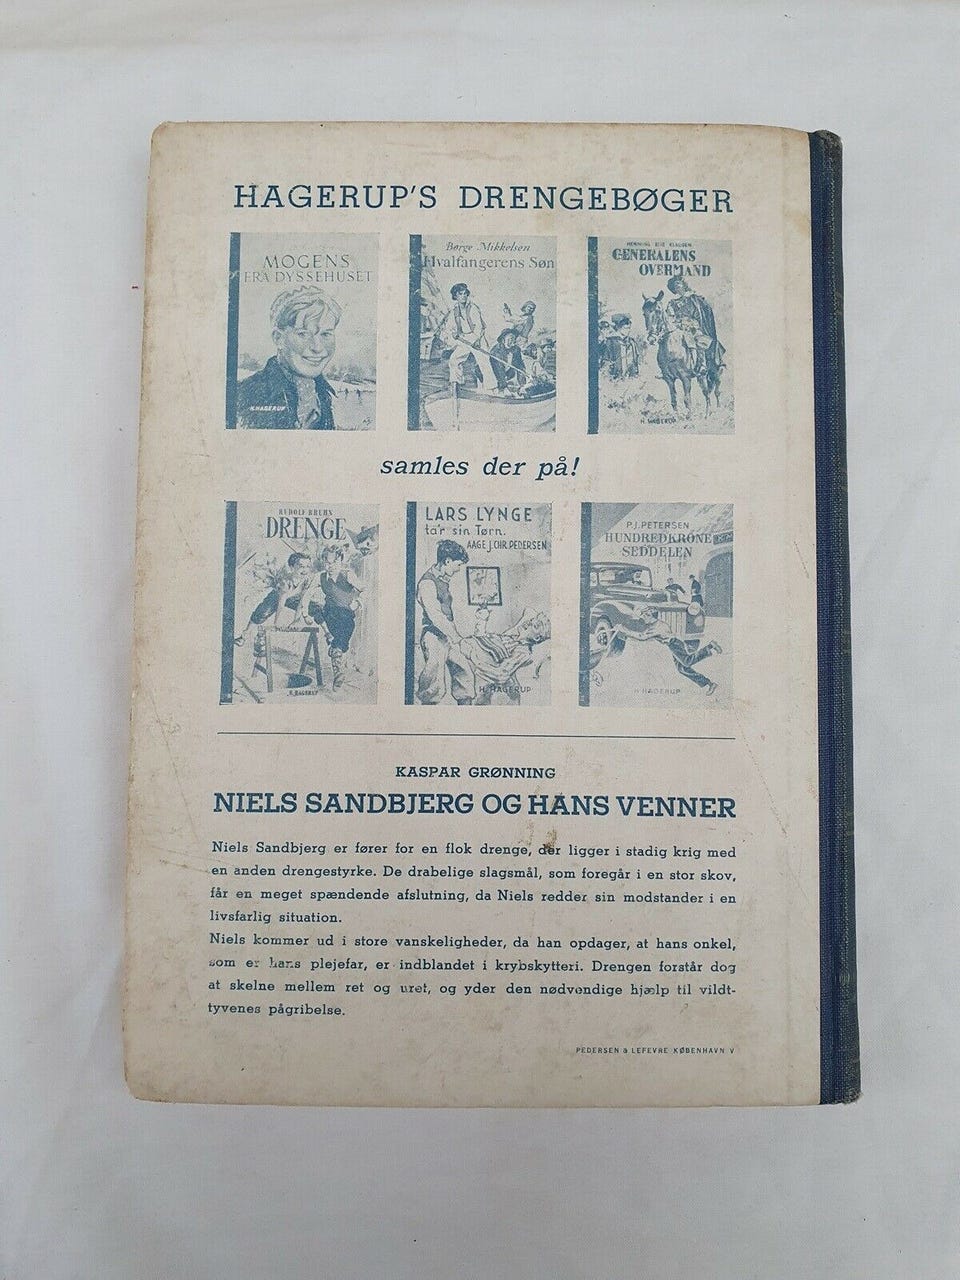 HAGERUP'S DRENGEBØGER
MOGENS
FRA DYSSEHUSET
H.HAGERUP
Børge Mikkelsen
Hvalfangerens Søn
GENERALENS
OVERMAND
H. HAGERUP
samles der på!
RUDOLF BRUHN
DRENGE
H. HAGERUP
LARS LYNGE
ta'r sin Tørn.
AAGE J. CHR. PEDERSEN
H. HAGERUP
P. J. PETERSEN
HUNDREDKRONE
SEDDELEN
H. HAGERUP
KASPAR GRØNNING
NIELS SANDBJERG OG HANS VENNER
Niels Sandbjerg er fører for en flok drenge, der ligger i stadig krig med
en anden drengestyrke. De drabelige slagsmål, som foregår i en stor skov,
får en meget spændende afslutning, da Niels redder sin modstander i en
livsfarlig situation.
Niels kommer ud i store vanskeligheder, da han opdager, at hans onkel,
som er hans plejefar, er indblandet i krybskytteri. Drengen forstår dog
at skelne mellem ret og uret, og yder den nødvendige hjælp til vildt-
tyvenes pågribelse.
PEDERSEN & LEFEVRE KØBENHAVN V